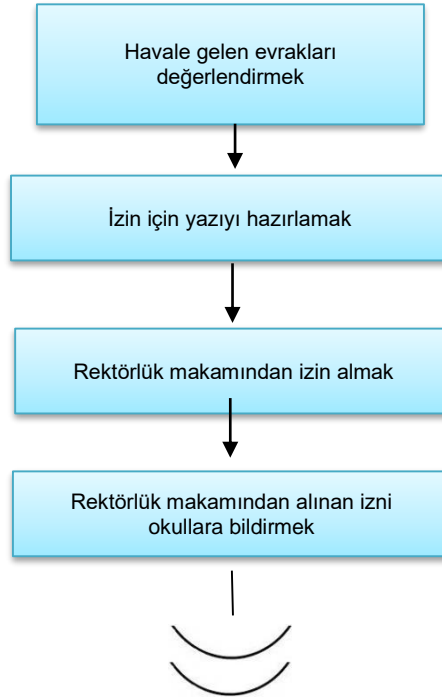 Havale gelen evrakları
değerlendirmek
İzin için yazıyı hazırlamak
Rektörlük makamından izin almak
Rektörlük makamından alınan izni
okullara bildirmek